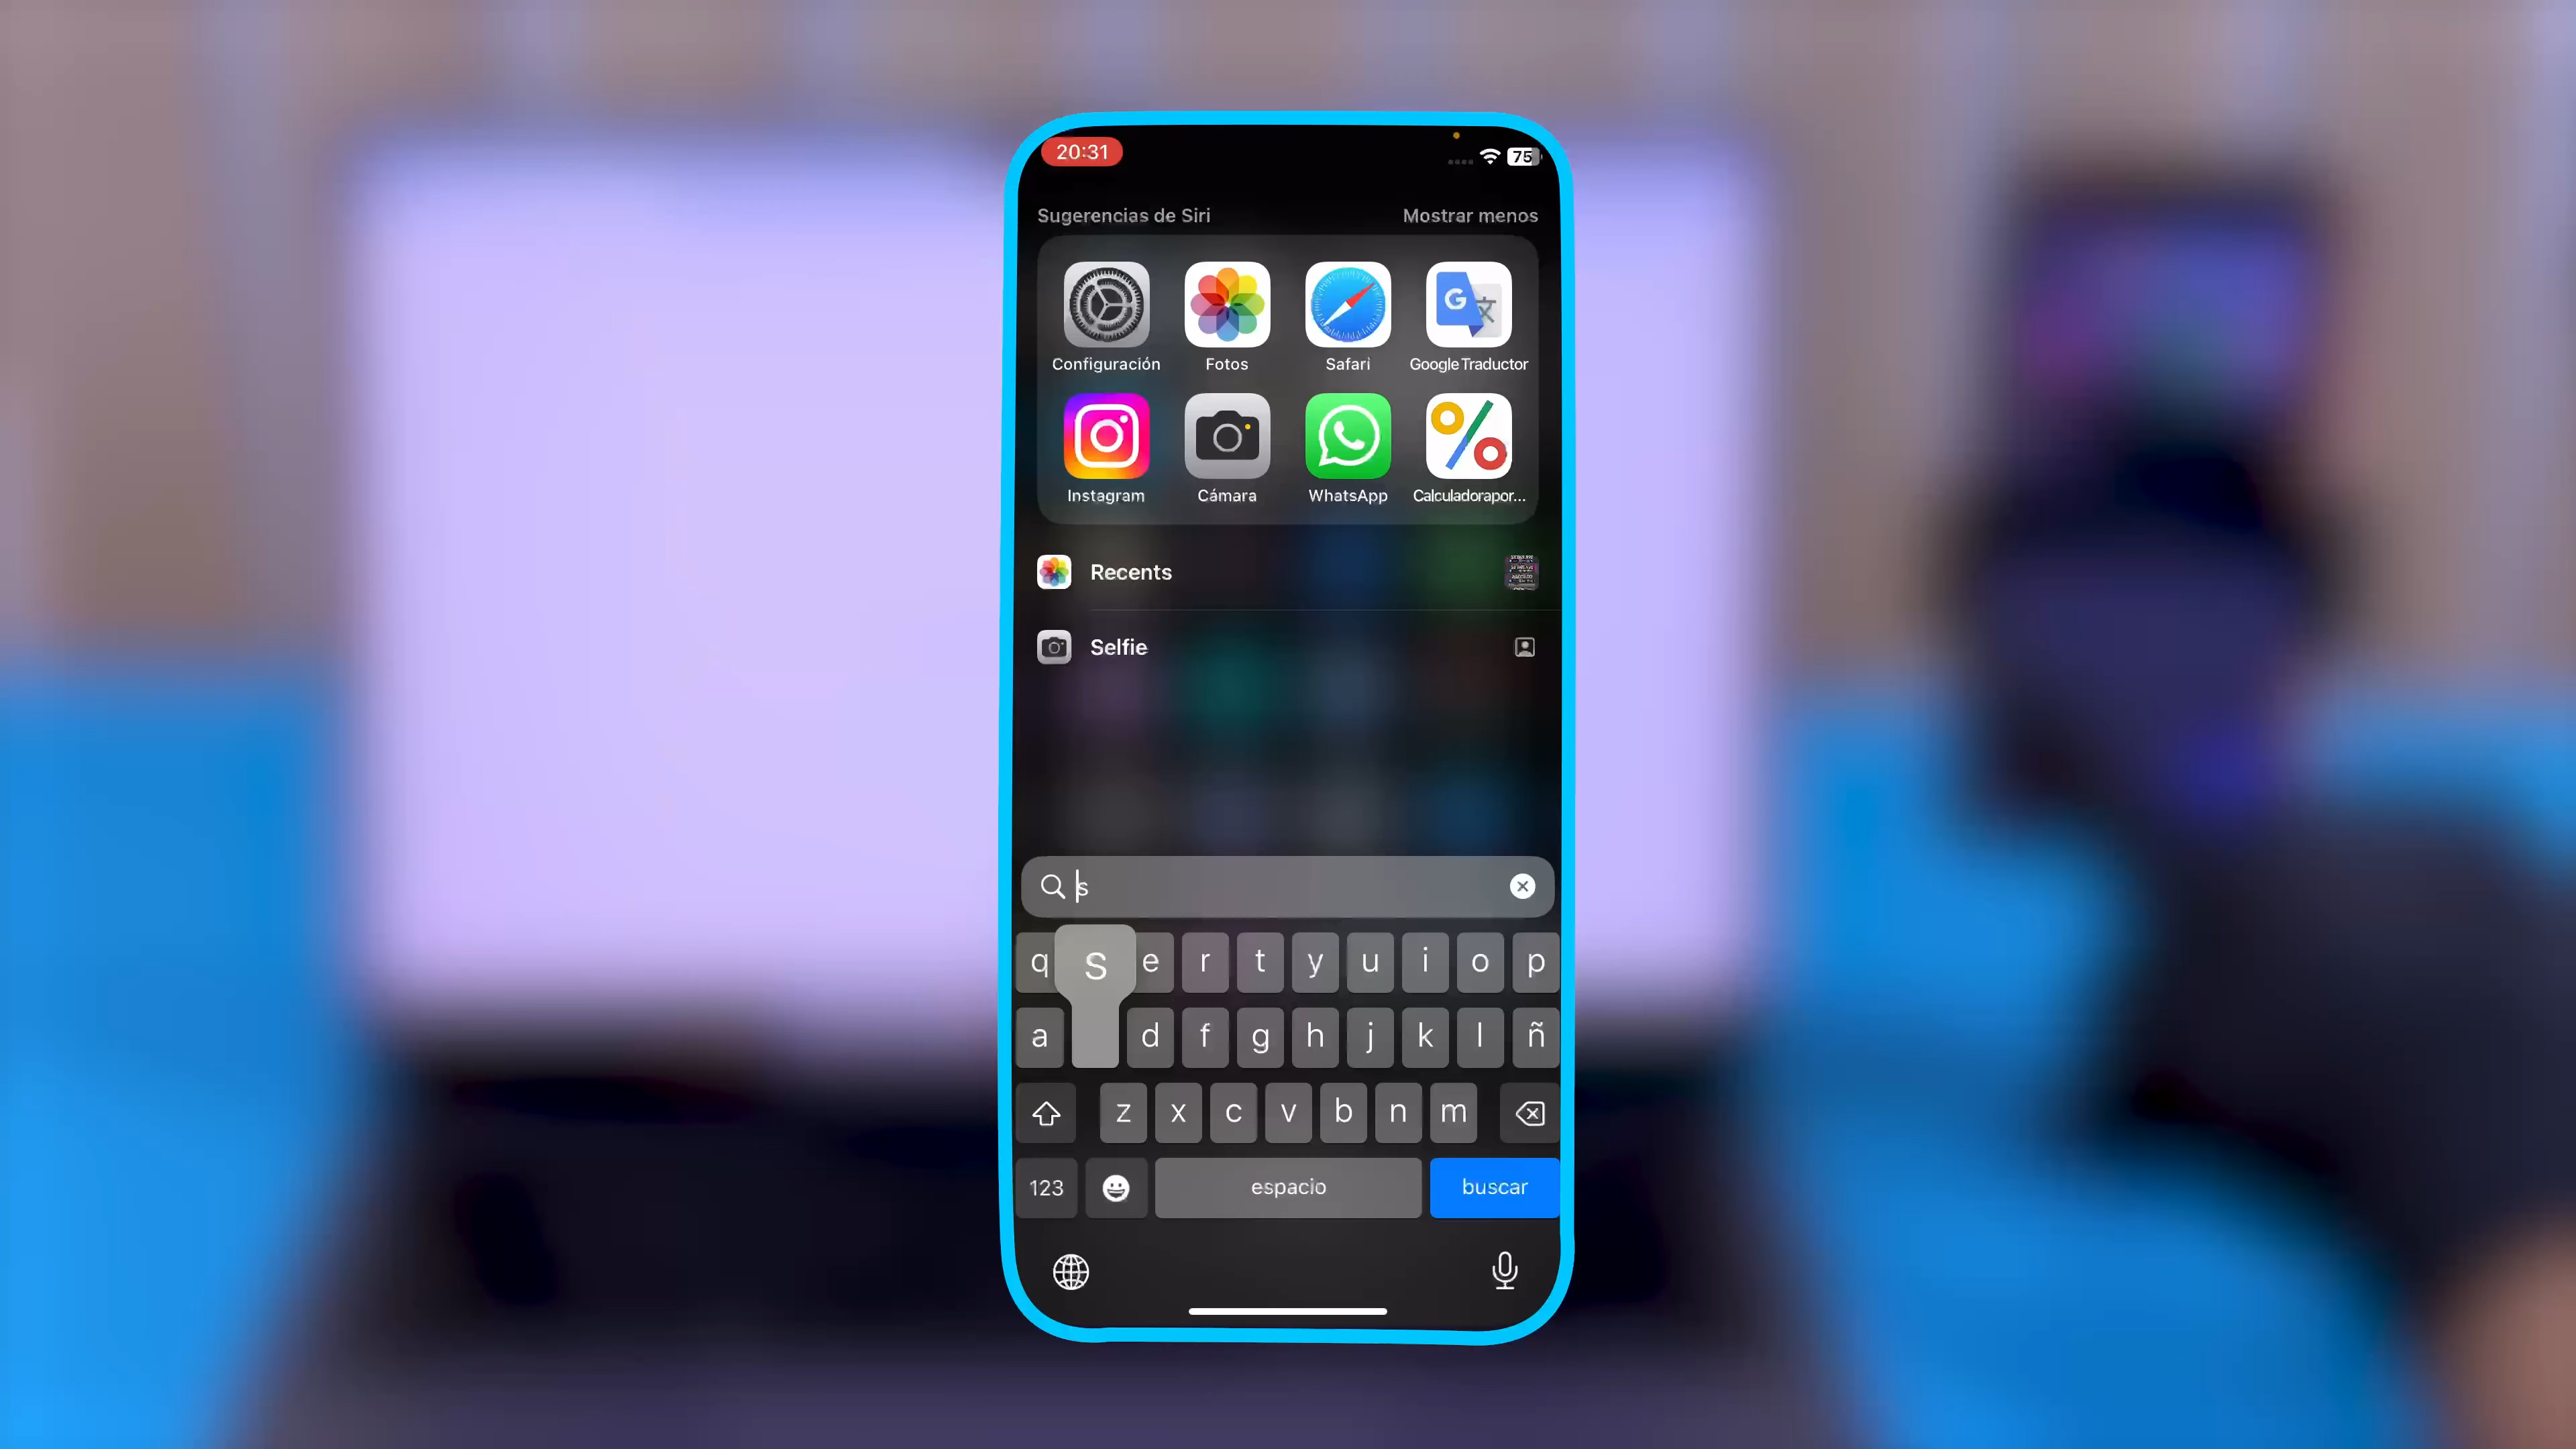 20:31
75
Sugerencias de Siri Mostrar menos
Configuración Fotos Safari Google Traductor
Instagram Cámara WhatsApp Calculadorapor...
Recents
Selfie
s
q S e r t y u i o p
a d f g h j k l ñ
z x c v b n m
123 espacio buscar